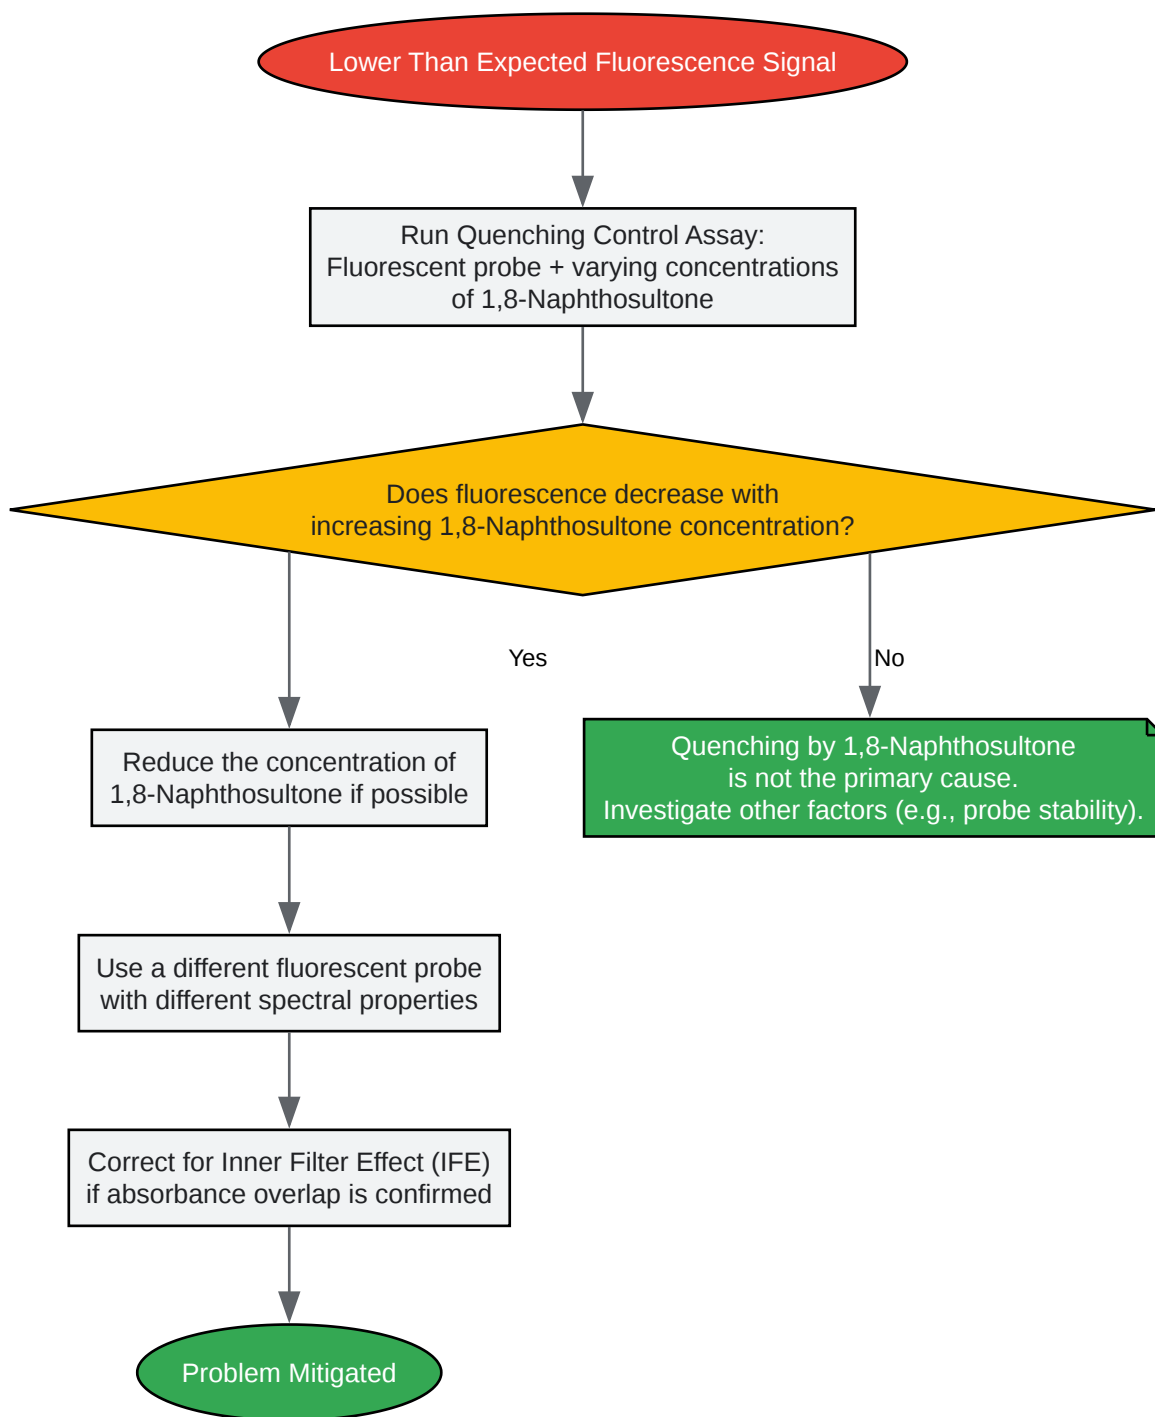 Lower Than Expected Fluorescence Signal
Run Quenching Control Assay:
Fluorescent probe + varying concentrations
of 1,8-Naphthosultone
Does fluorescence decrease with
increasing 1,8-Naphthosultone concentration?
Yes
No
Reduce the concentration of
1,8-Naphthosultone if possible
Quenching by 1,8-Naphthosultone
is not the primary cause.
Investigate other factors (e.g., probe stability).
Use a different fluorescent probe
with different spectral properties
Correct for Inner Filter Effect (IFE)
if absorbance overlap is confirmed
Problem Mitigated